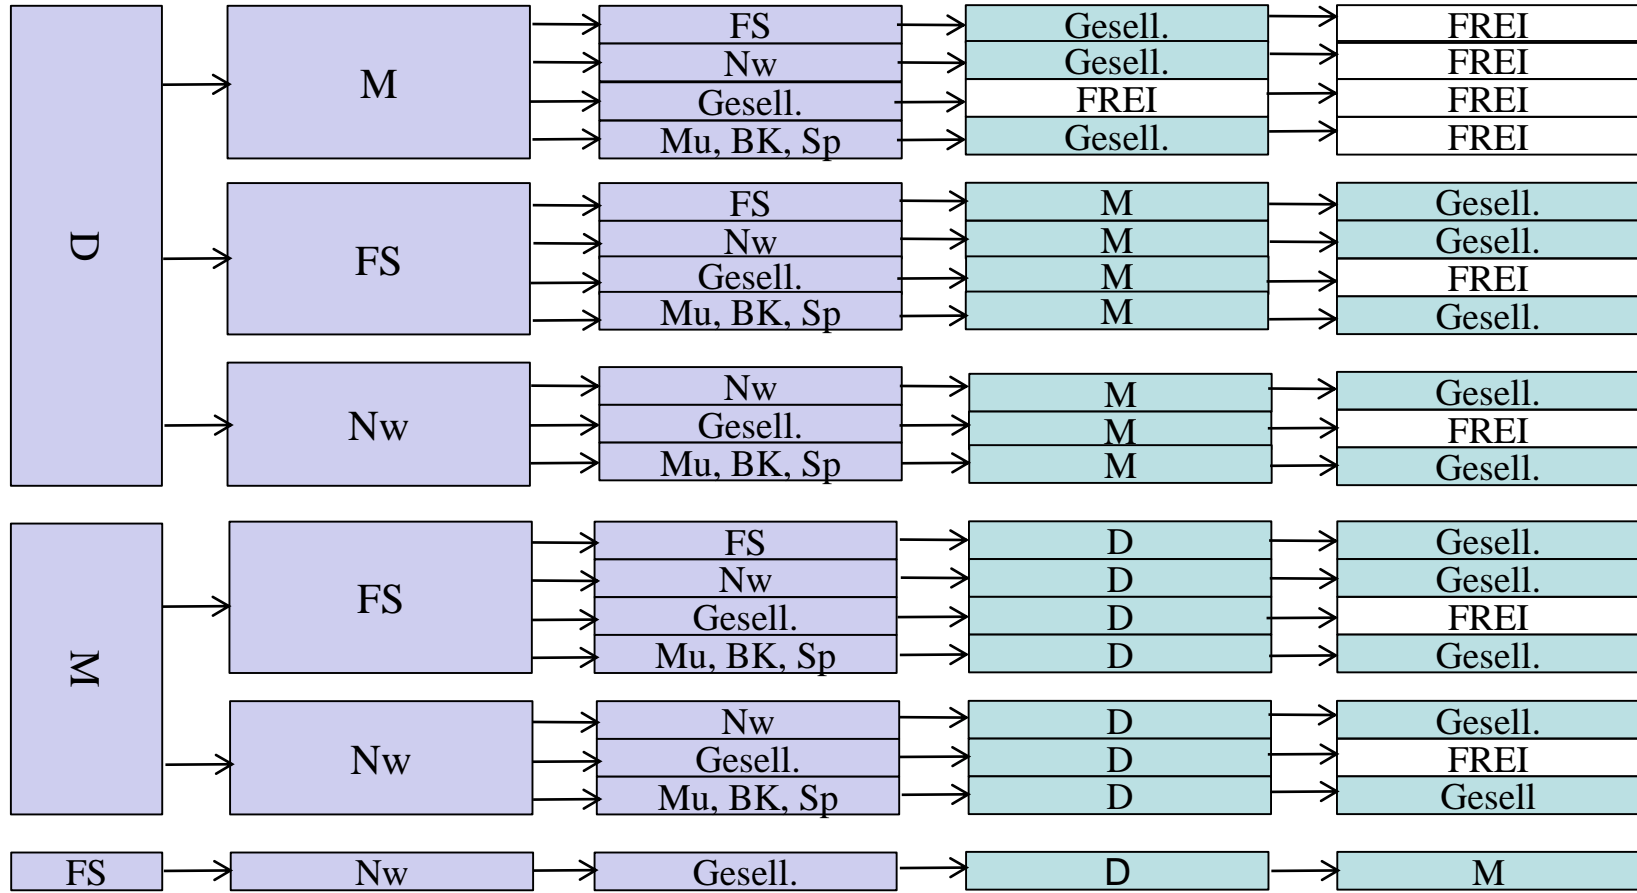 D
M
FS Gesell. FREI
Nw Gesell. FREI
Gesell. FREI FREI
Mu, BK, Sp Gesell. FREI
FS
FS M Gesell.
Nw M Gesell.
Gesell. M FREI
Mu, BK, Sp M Gesell.
Nw
Nw M Gesell.
Gesell. M FREI
Mu, BK, Sp M Gesell.
M
FS
FS D Gesell.
Nw D Gesell.
Gesell. D FREI
Mu, BK, Sp D Gesell.
Nw
Nw D Gesell.
Gesell. D FREI
Mu, BK, Sp D Gesell
FS Nw Gesell. D M